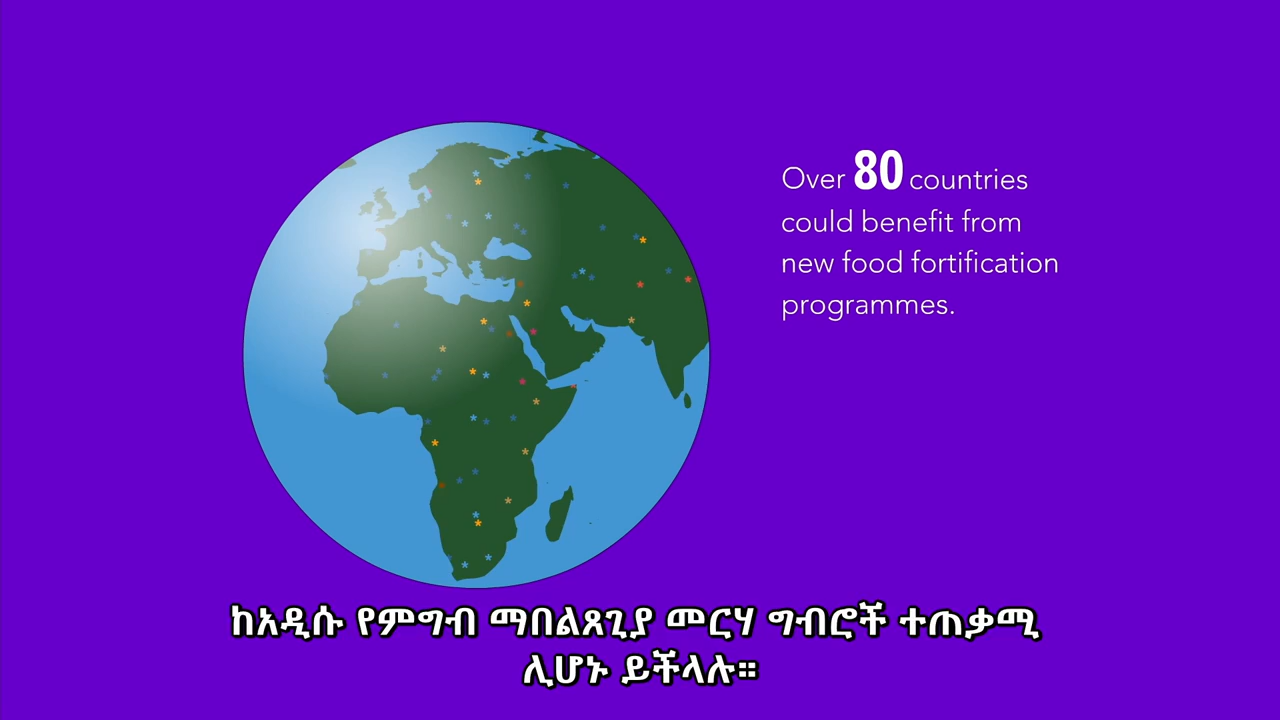 Over 80 countries
could benefit from
new food fortification
programmes.
ከአዲሱ የምግብ ማበልጸጊያ መርሃ ግብሮች ተጠቃሚ
ሊሆኑ ይችላሉ።